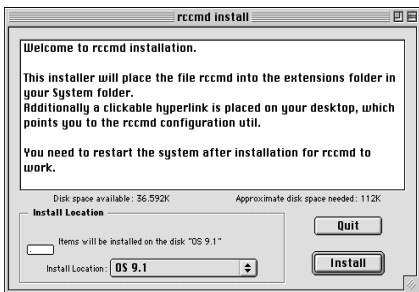 rccmd install
Welcome to rccmd installation.
This installer will place the file rccmd into the extensions folder in
your System folder.
Additionally a clickable hyperlink is placed on your desktop, which
points you to the rccmd configuration util.
You need to restart the system after installation for rccmd to
work.
Disk space available: 36.592K
Approximate disk space needed: 112K
Install Location
Items will be installed on the disk "OS 9.1"
Install Location: OS 9.1
Quit
Install